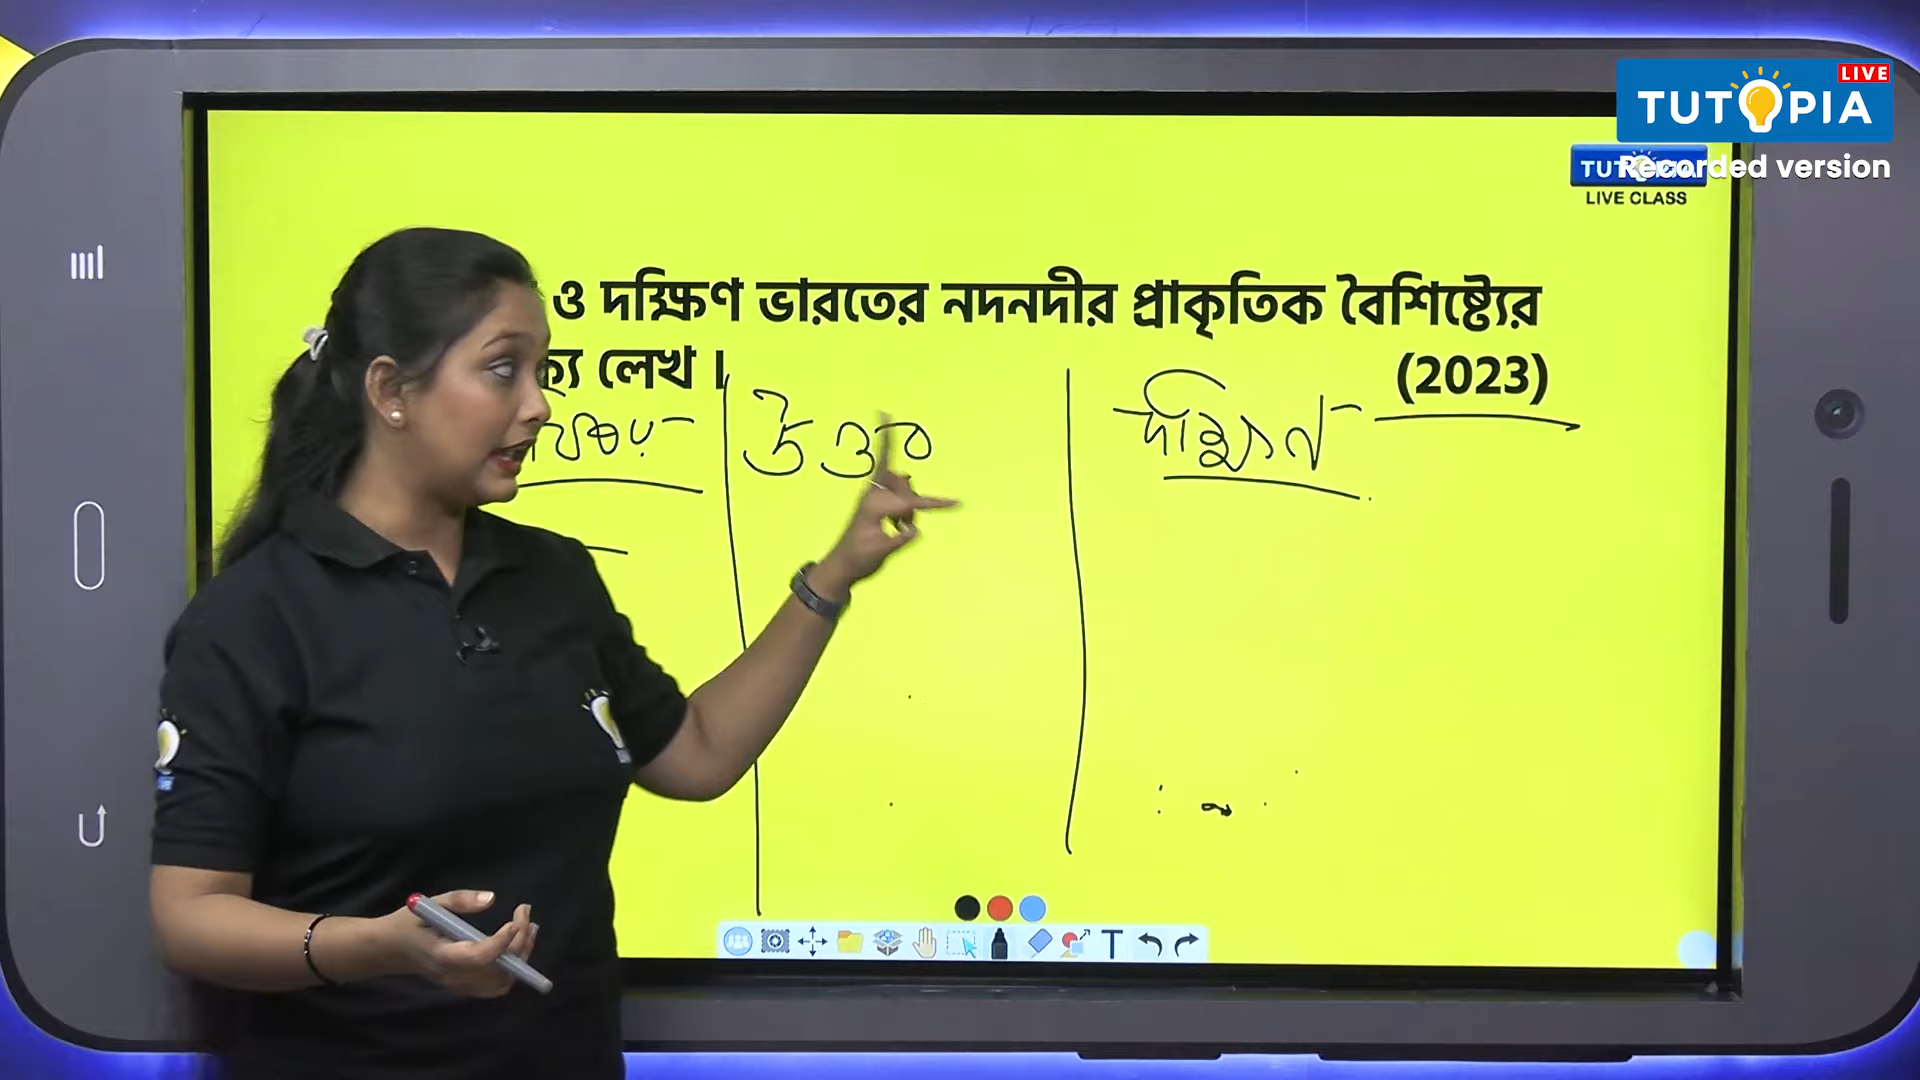 LIVE
TUTOPIA
Recorded version
LIVE CLASS
ও দক্ষিণ ভারতের নদনদীর প্রাকৃতিক বৈশিষ্ট্যের
লেখ।
(2023)
উত্তর
দক্ষিণ
T